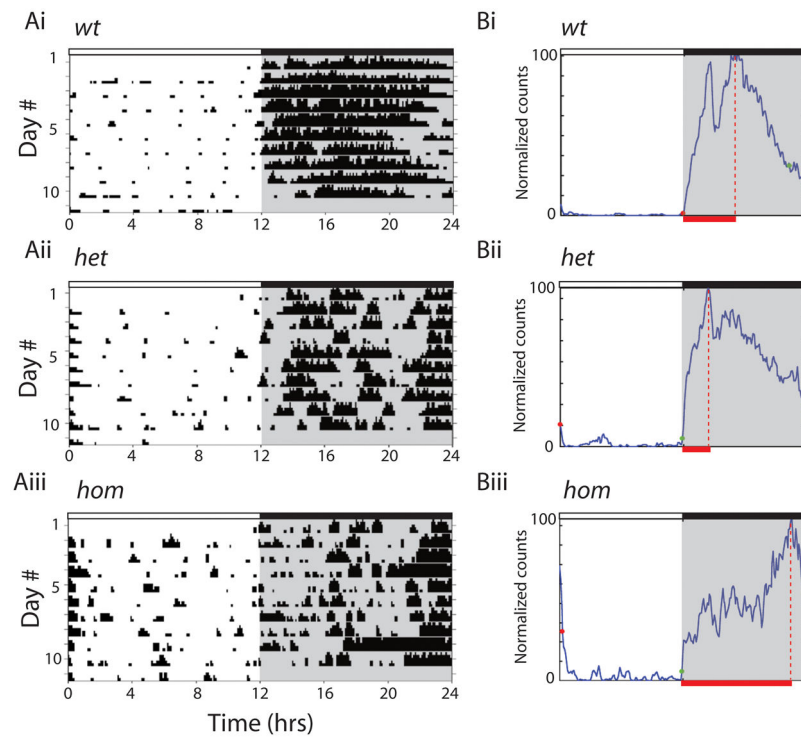 Ai wt
Day #
1
5
10
0 4 8 12 16 20 24
Bi wt
Normalized counts
100
0
Aii het
Day #
1
5
10
0 4 8 12 16 20 24
Bii het
Normalized counts
100
0
Aiii hom
Day #
1
5
10
0 4 8 12 16 20 24
Time (hrs)
Biii hom
Normalized counts
100
0